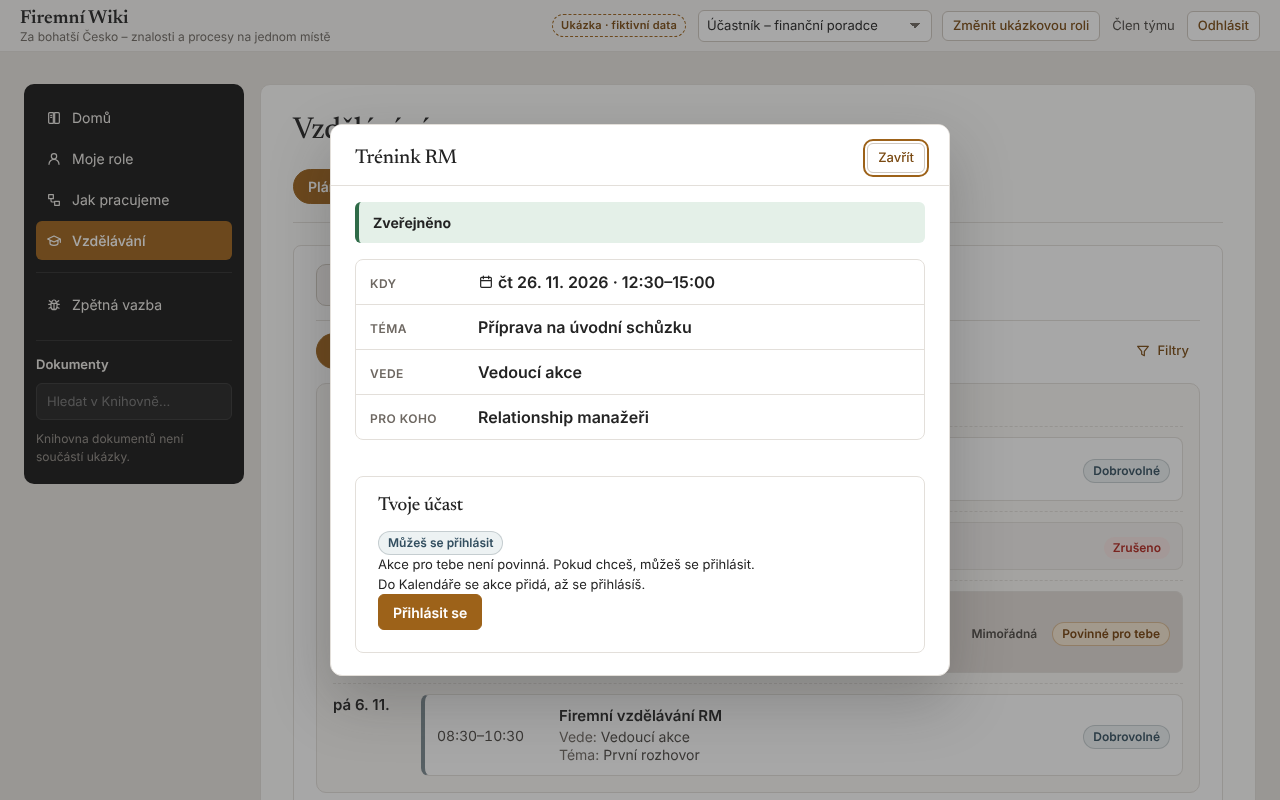 Firemní Wiki
Za bohatší Česko – znalosti a procesy na jednom místě
Ukázka · fiktivní data
Účastník – finanční poradce
Změnit ukázkovou roli
Člen týmu
Odhlásit
Domů
Moje role
Jak pracujeme
Vzdělávání
Zpětná vazba
Dokumenty
Hledat v Knihovně...
Knihovna dokumentů není
součástí ukázky.
Trénink RM
Zavřít
Zveřejněno
KDY
čt 26. 11. 2026 · 12:30–15:00
TÉMA
Příprava na úvodní schůzku
VEDE
Vedoucí akce
PRO KOHO
Relationship manažeři
Tvoje účast
Můžeš se přihlásit
Akce pro tebe není povinná. Pokud chceš, můžeš se přihlásit.
Do Kalendáře se akce přidá, až se přihlásíš.
Přihlásit se
Filtry
Dobrovolné
Zrušeno
Mimořádná
Povinné pro tebe
pá 6. 11.
08:30–10:30
Firemní vzdělávání RM
Vede: Vedoucí akce
Téma: První rozhovor
Dobrovolné